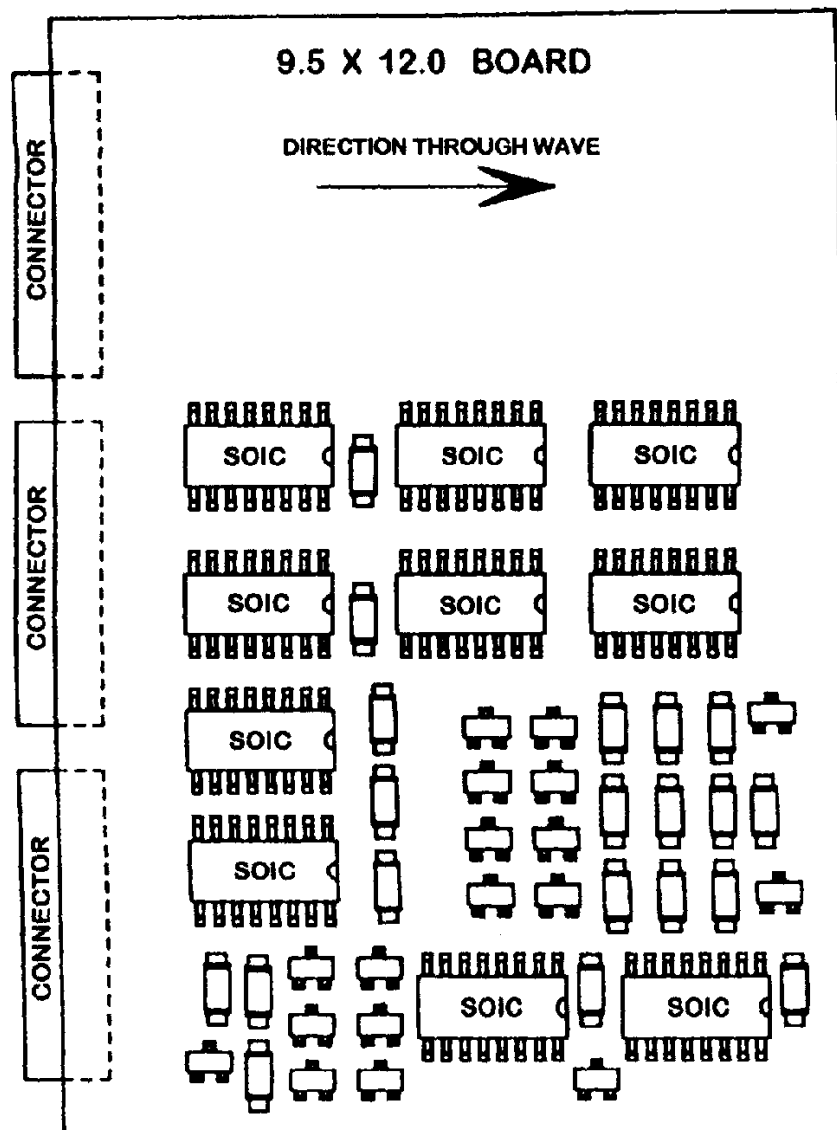 9.5 X 12.0 BOARD
DIRECTION THROUGH WAVE
CONNECTOR
SOIC SOIC SOIC
CONNECTOR
SOIC SOIC SOIC
SOIC
SOIC
CONNECTOR
SOIC SOIC